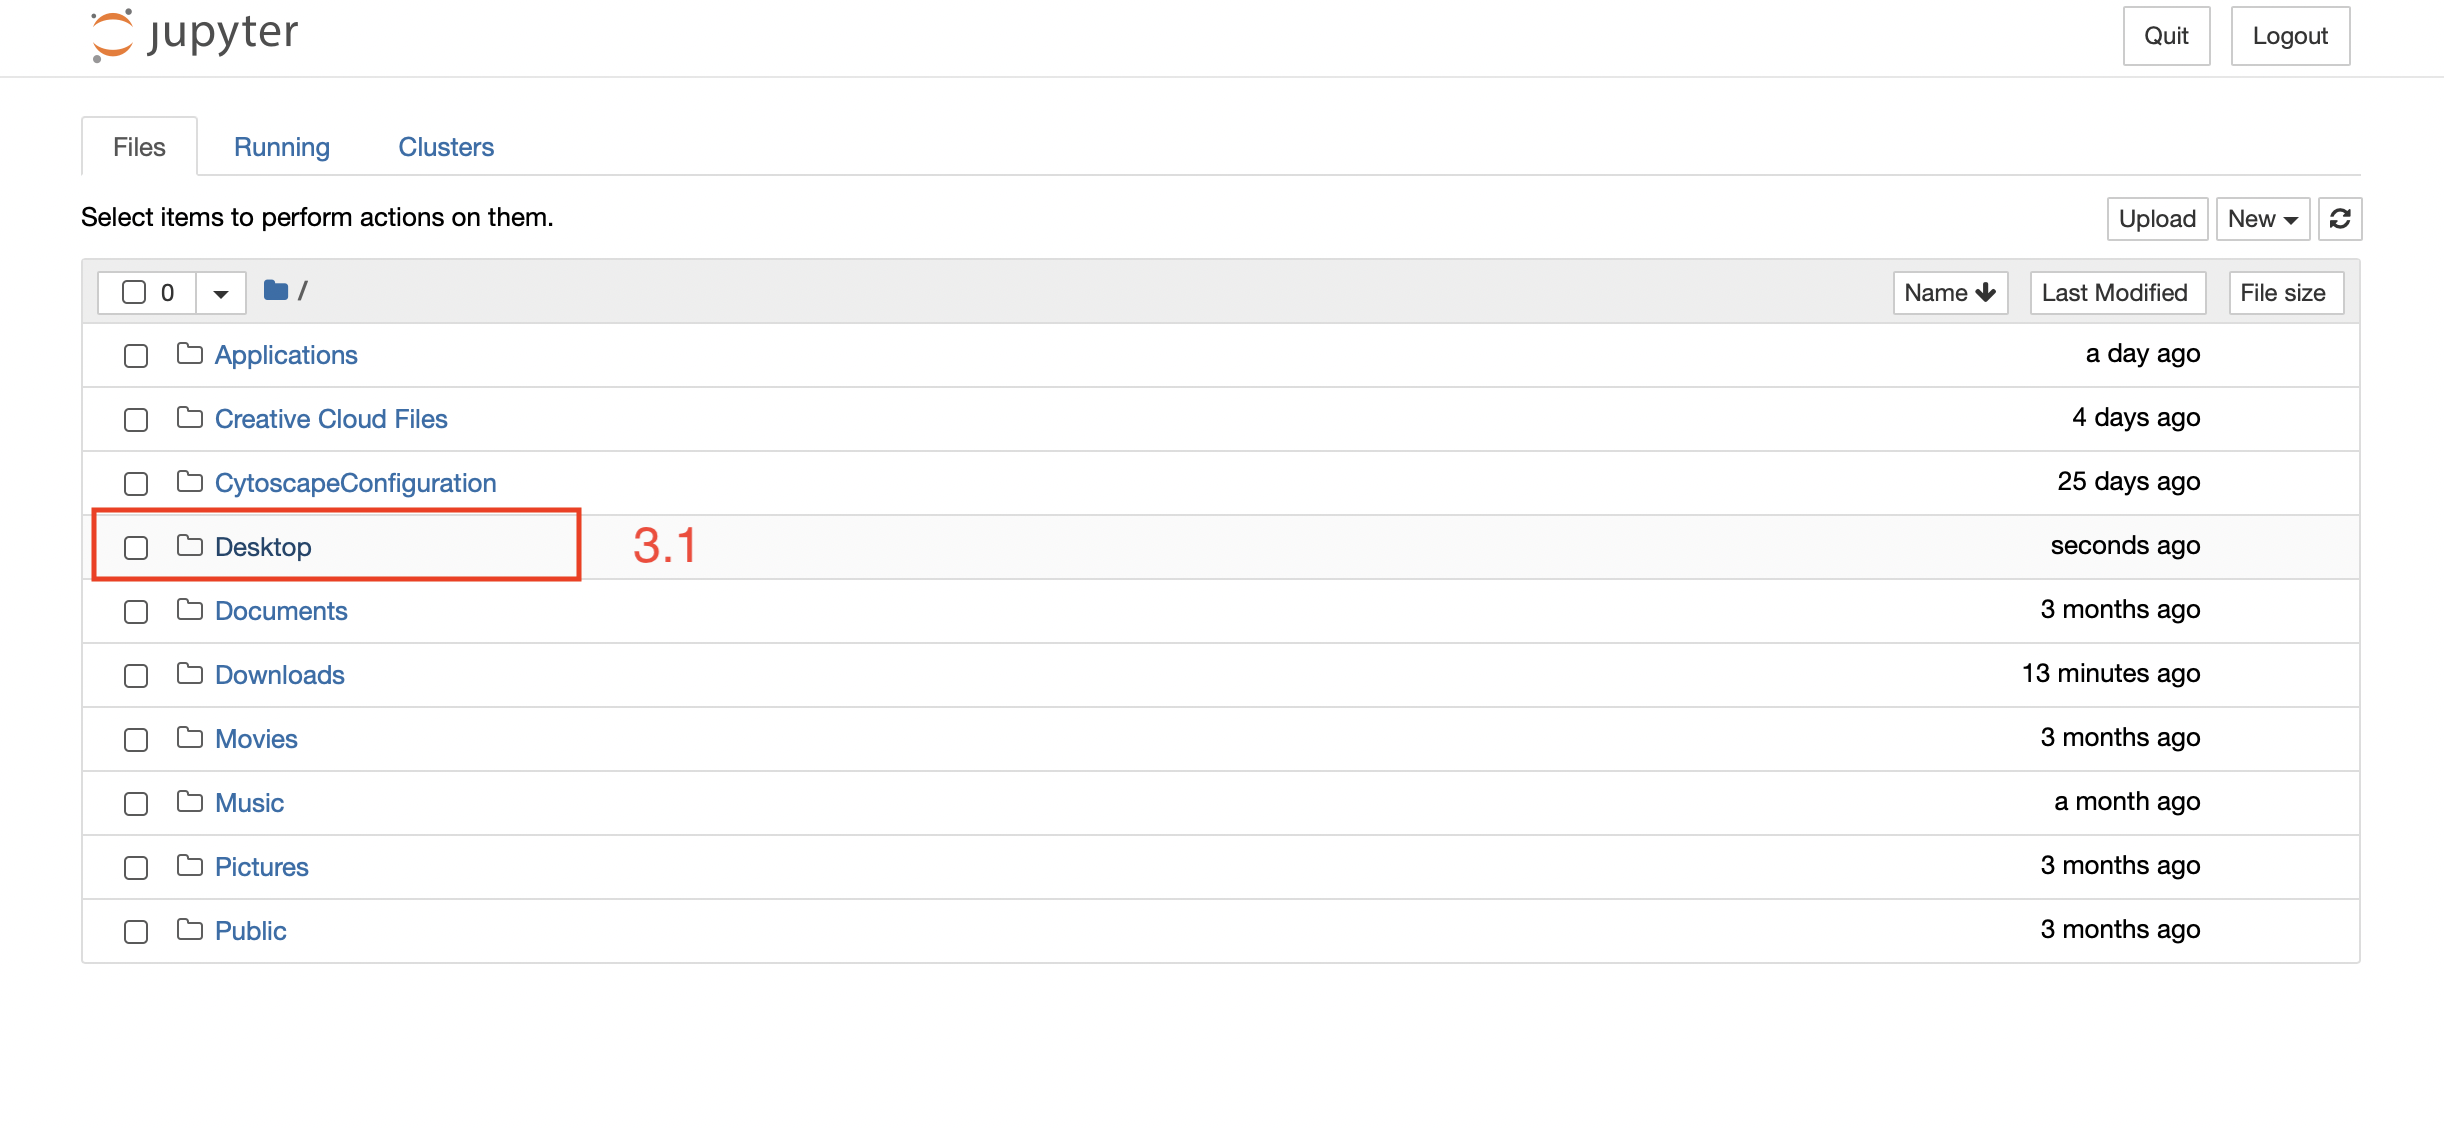 jupyter
Quit Logout
Files Running Clusters
Select items to perform actions on them.
Upload New
0 / Name Last Modified File size
Applications a day ago
Creative Cloud Files 4 days ago
CytoscapeConfiguration 25 days ago
Desktop 3.1 seconds ago
Documents 3 months ago
Downloads 13 minutes ago
Movies 3 months ago
Music a month ago
Pictures 3 months ago
Public 3 months ago